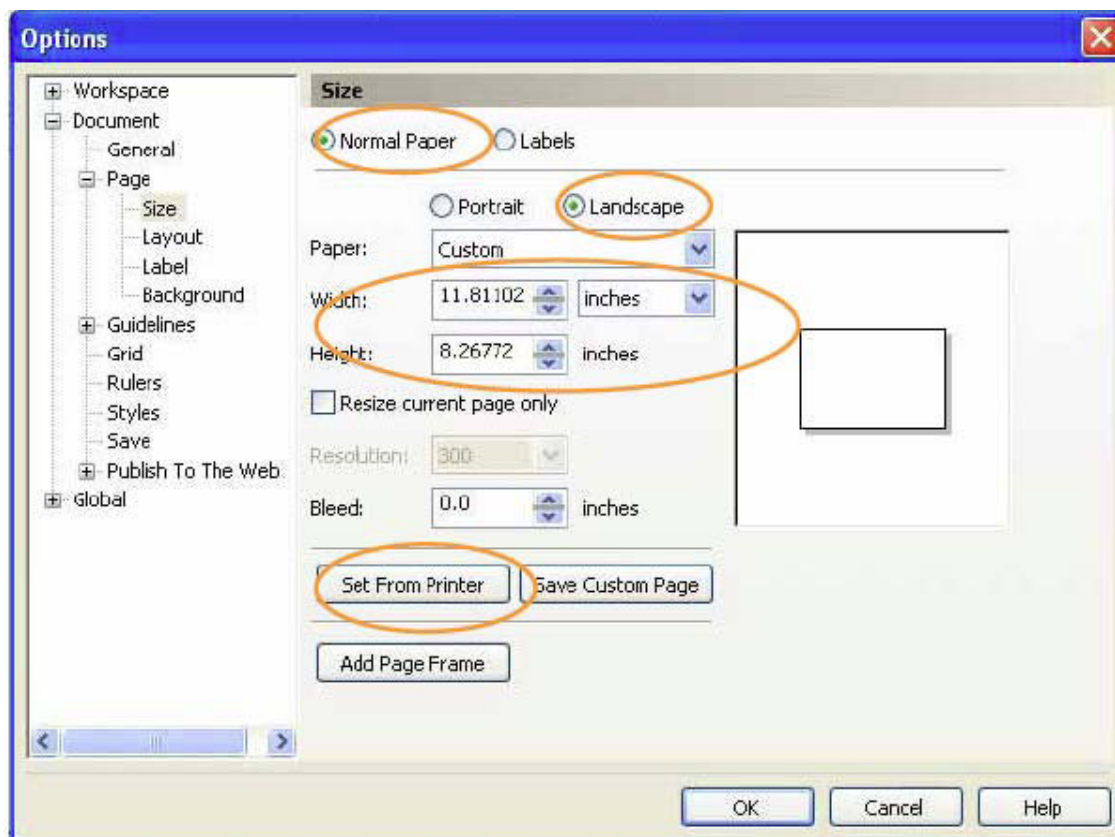 Options
Workspace
Document
General
Page
Size
Layout
Label
Background
Guidelines
Grid
Rulers
Styles
Save
Publish To The Web
Global
Size
Normal Paper Labels
Portrait Landscape
Paper: Custom
Width: 11.81102 inches
Height: 8.26772 inches
Resize current page only
Resolution: 300
Bleed: 0.0 inches
Set From Printer Save Custom Page
Add Page Frame
OK Cancel Help